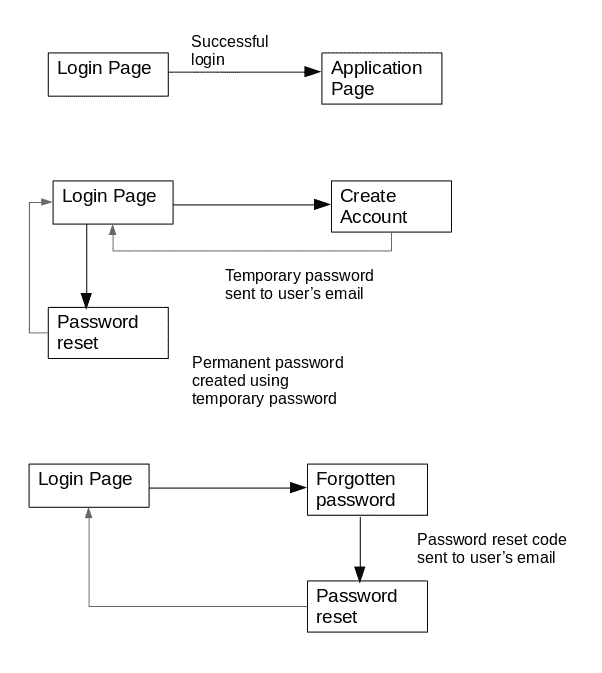 Successful
login
Login Page
Application
Page
Login Page
Create
Account
Temporary password
sent to user’s email
Password
reset
Permanent password
created using
temporary password
Login Page
Forgotten
password
Password reset code
sent to user’s email
Password
reset